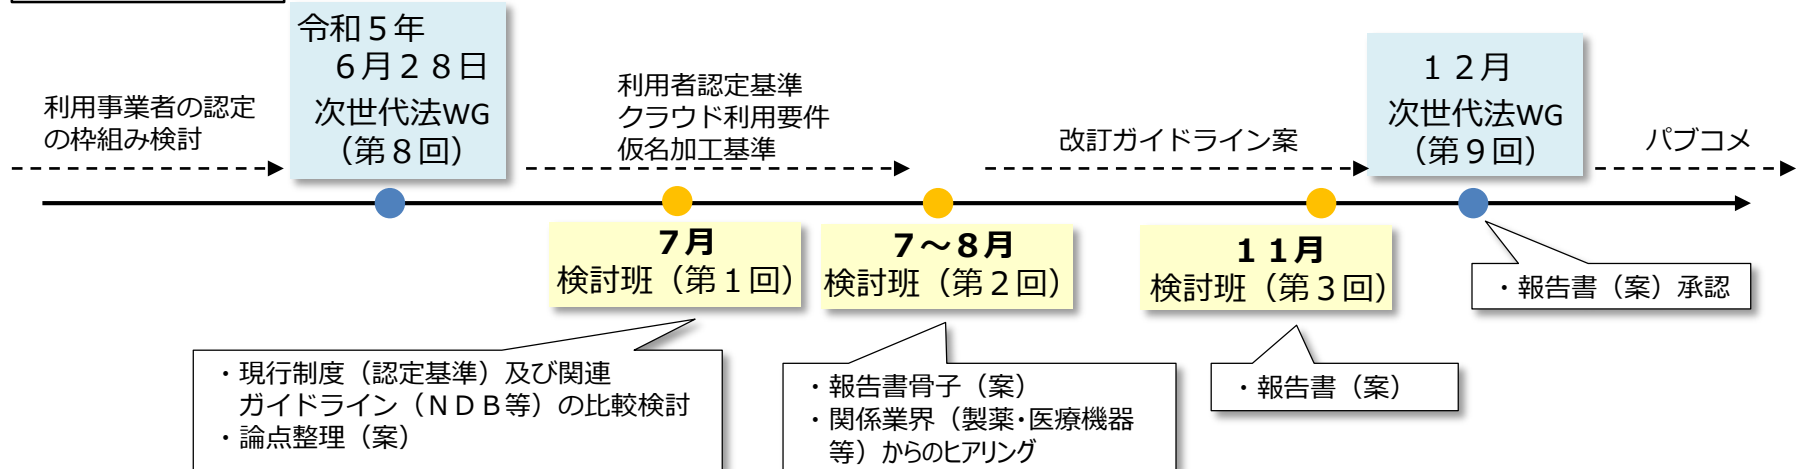 利用事業者の認定
の枠組み検討
令和５年
６月２８日
次世代法WG
（第８回）
利用者認定基準
クラウド利用要件
仮名加工基準
改訂ガイドライン案
１２月
次世代法WG
（第９回）
パブコメ
７月
検討班（第１回）
７～８月
検討班（第２回）
１１月
検討班（第３回）
・報告書（案）承認
・現行制度（認定基準）及び関連
ガイドライン（ＮＤＢ等）の比較検討
・論点整理（案）
・報告書骨子（案）
・関係業界（製薬・医療機器
等）からのヒアリング
・報告書（案）